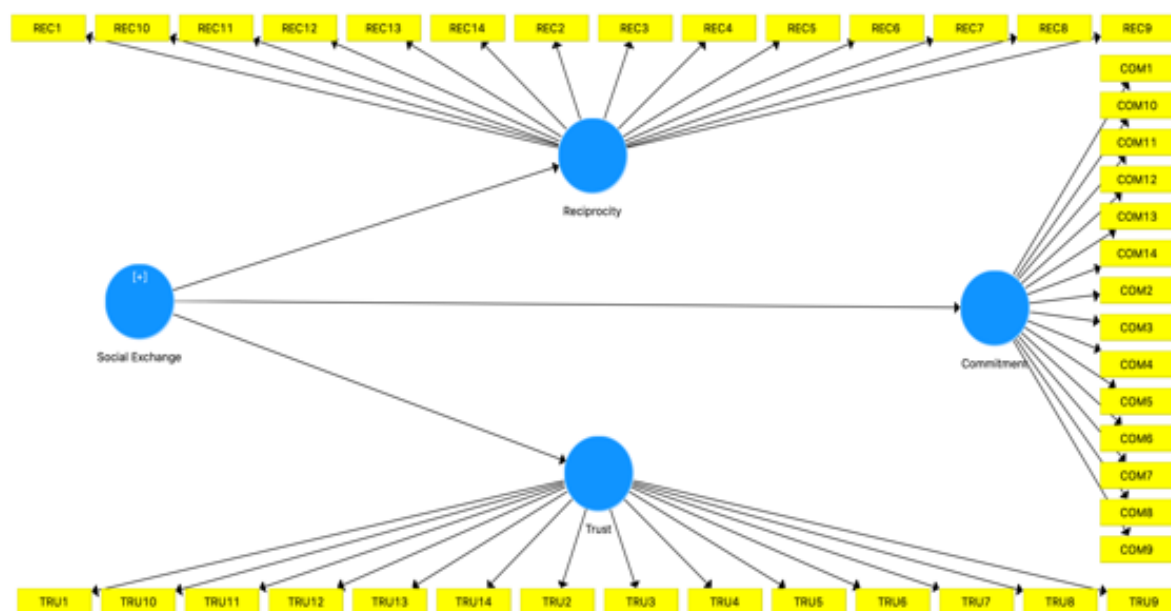 REC1 REC10 REC11 REC12 REC13 REC14 REC2 REC3 REC4 REC5 REC6 REC7 REC8 REC9
COM1
COM10
COM11
COM12
Reciprocity
COM13
COM14
[+]
COM2
COM3
Social Exchange
Commitment
COM4
COM5
COM6
COM7
COM8
Trust
COM9
TRU1 TRU10 TRU11 TRU12 TRU13 TRU14 TRU2 TRU3 TRU4 TRU5 TRU6 TRU7 TRU8 TRU9